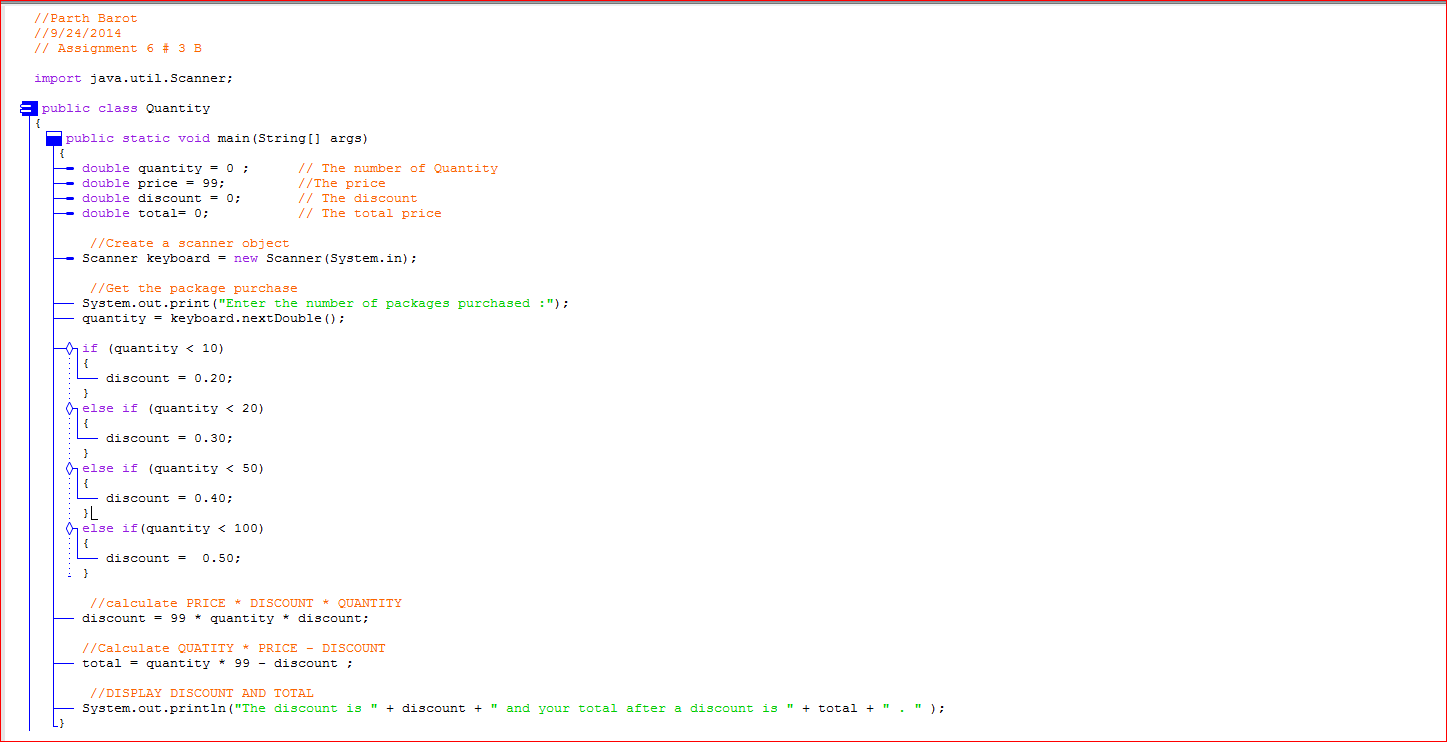 //Parth Barot
//9/24/2014
// Assignment 6 # 3 B
import java.util.Scanner;
public class Quantity
{
public static void main(String[] args)
{
double quantity = 0 ; // The number of Quantity
double price = 99; //The price
double discount = 0; // The discount
double total= 0; // The total price
//Create a scanner object
Scanner keyboard = new Scanner(System.in);
//Get the package purchase
System.out.print("Enter the number of packages purchased :");
quantity = keyboard.nextDouble();
if (quantity < 10)
{
discount = 0.20;
}
else if (quantity < 20)
{
discount = 0.30;
}
else if (quantity < 50)
{
discount = 0.40;
}
else if(quantity < 100)
{
discount =  0.50;
}
//calculate PRICE * DISCOUNT * QUANTITY
discount = 99 * quantity * discount;
//Calculate QUATITY * PRICE - DISCOUNT
total = quantity * 99 - discount ;
//DISPLAY DISCOUNT AND TOTAL
System.out.println("The discount is " + discount + " and your total after a discount is " + total + " . " );
}